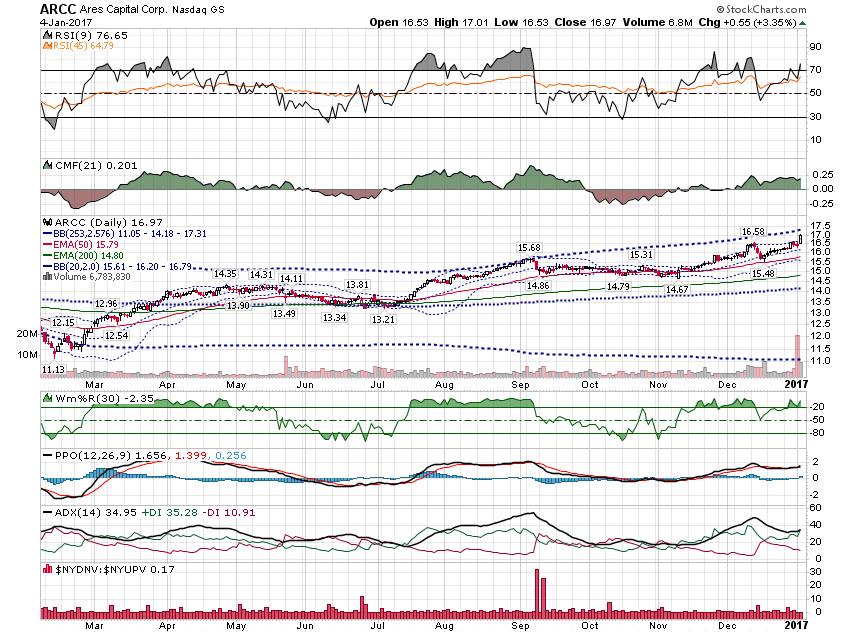 ARCC Ares Capital Corp. Nasdaq GS © StockCharts.com
4-Jan-2017 Open 16.53 High 17.01 Low 16.53 Close 16.97 Volume 6.8M Chg +0.55 (+3.35%)
RSI(9) 76.65
RSI(45) 64.79
90
70
50
30
10
CMF(21) 0.201
0.25
0.00
-0.25
ARCC (Daily) 16.97
BB(253,2.576) 11.05 - 14.18 - 17.31
EMA(50) 15.79
EMA(200) 14.80
BB(20,2.0) 15.61 - 16.20 - 16.79
Volume 6,783,830
17.5
17.0
16.5
16.0
15.5
15.0
14.5
14.0
13.5
13.0
12.5
12.0
11.5
11.0
20M
10M
12.15
11.13
12.96
12.54
14.35
13.90
14.31
13.49
14.11
13.34
13.81
13.21
15.68
14.86
14.79
15.31
14.67
16.58
15.48
Mar Apr May Jun Jul Aug Sep Oct Nov Dec 2017
Wm%R(30) -2.35
-20
-50
-80
PPO(12,26,9) 1.656, 1.399, 0.256
2
0
-2
ADX(14) 34.95 +DI 35.28 -DI 10.91
60
40
20
0
$NYDNV:$NYUPV 0.17
30
20
10
0
Mar Apr May Jun Jul Aug Sep Oct Nov Dec 2017